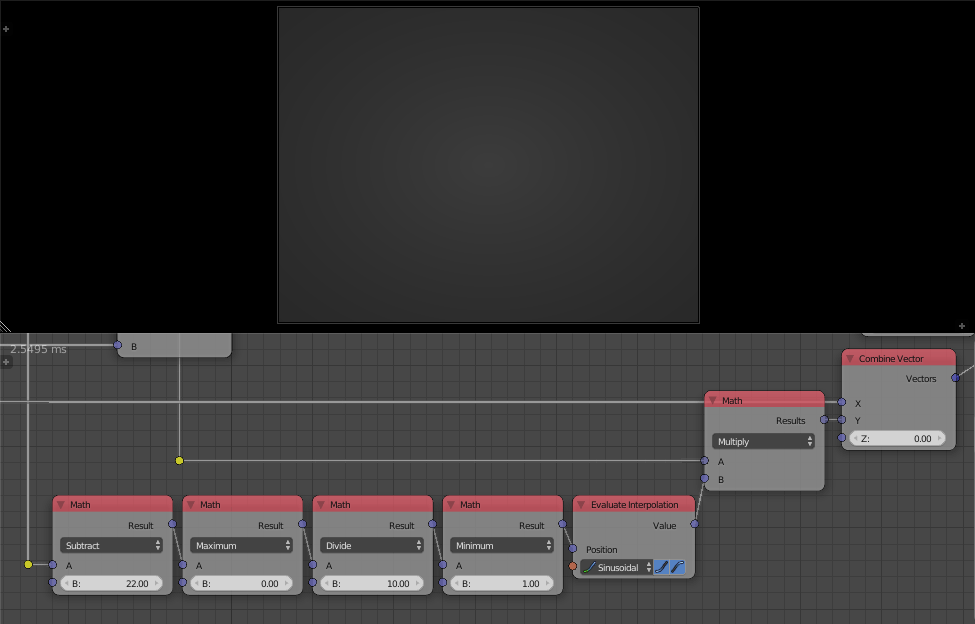 B
2.5495 ms
Combine Vector
Vectors
X
Y
Z: 0.00
Math
Results
Multiply
A
B
Math
Result
Subtract
A
B: 22.00
Math
Result
Maximum
A
B: 0.00
Math
Result
Divide
A
B: 10.00
Math
Result
Minimum
A
B: 1.00
Evaluate Interpolation
Value
Position
Sinusoidal